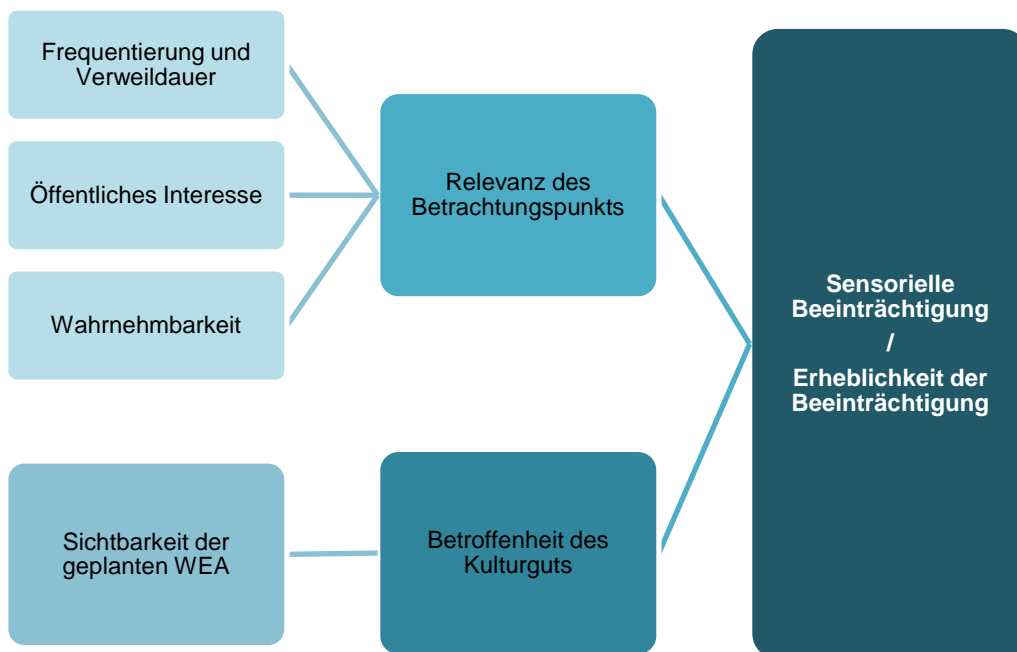 Frequentierung und
Verweildauer
Öffentliches Interesse
Wahrnehmbarkeit
Sichtbarkeit der
geplanten WEA
Relevanz des
Betrachtungspunkts
Betroffenheit des
Kulturguts
Sensorielle
Beeinträchtigung
/
Erheblichkeit der
Beeinträchtigung